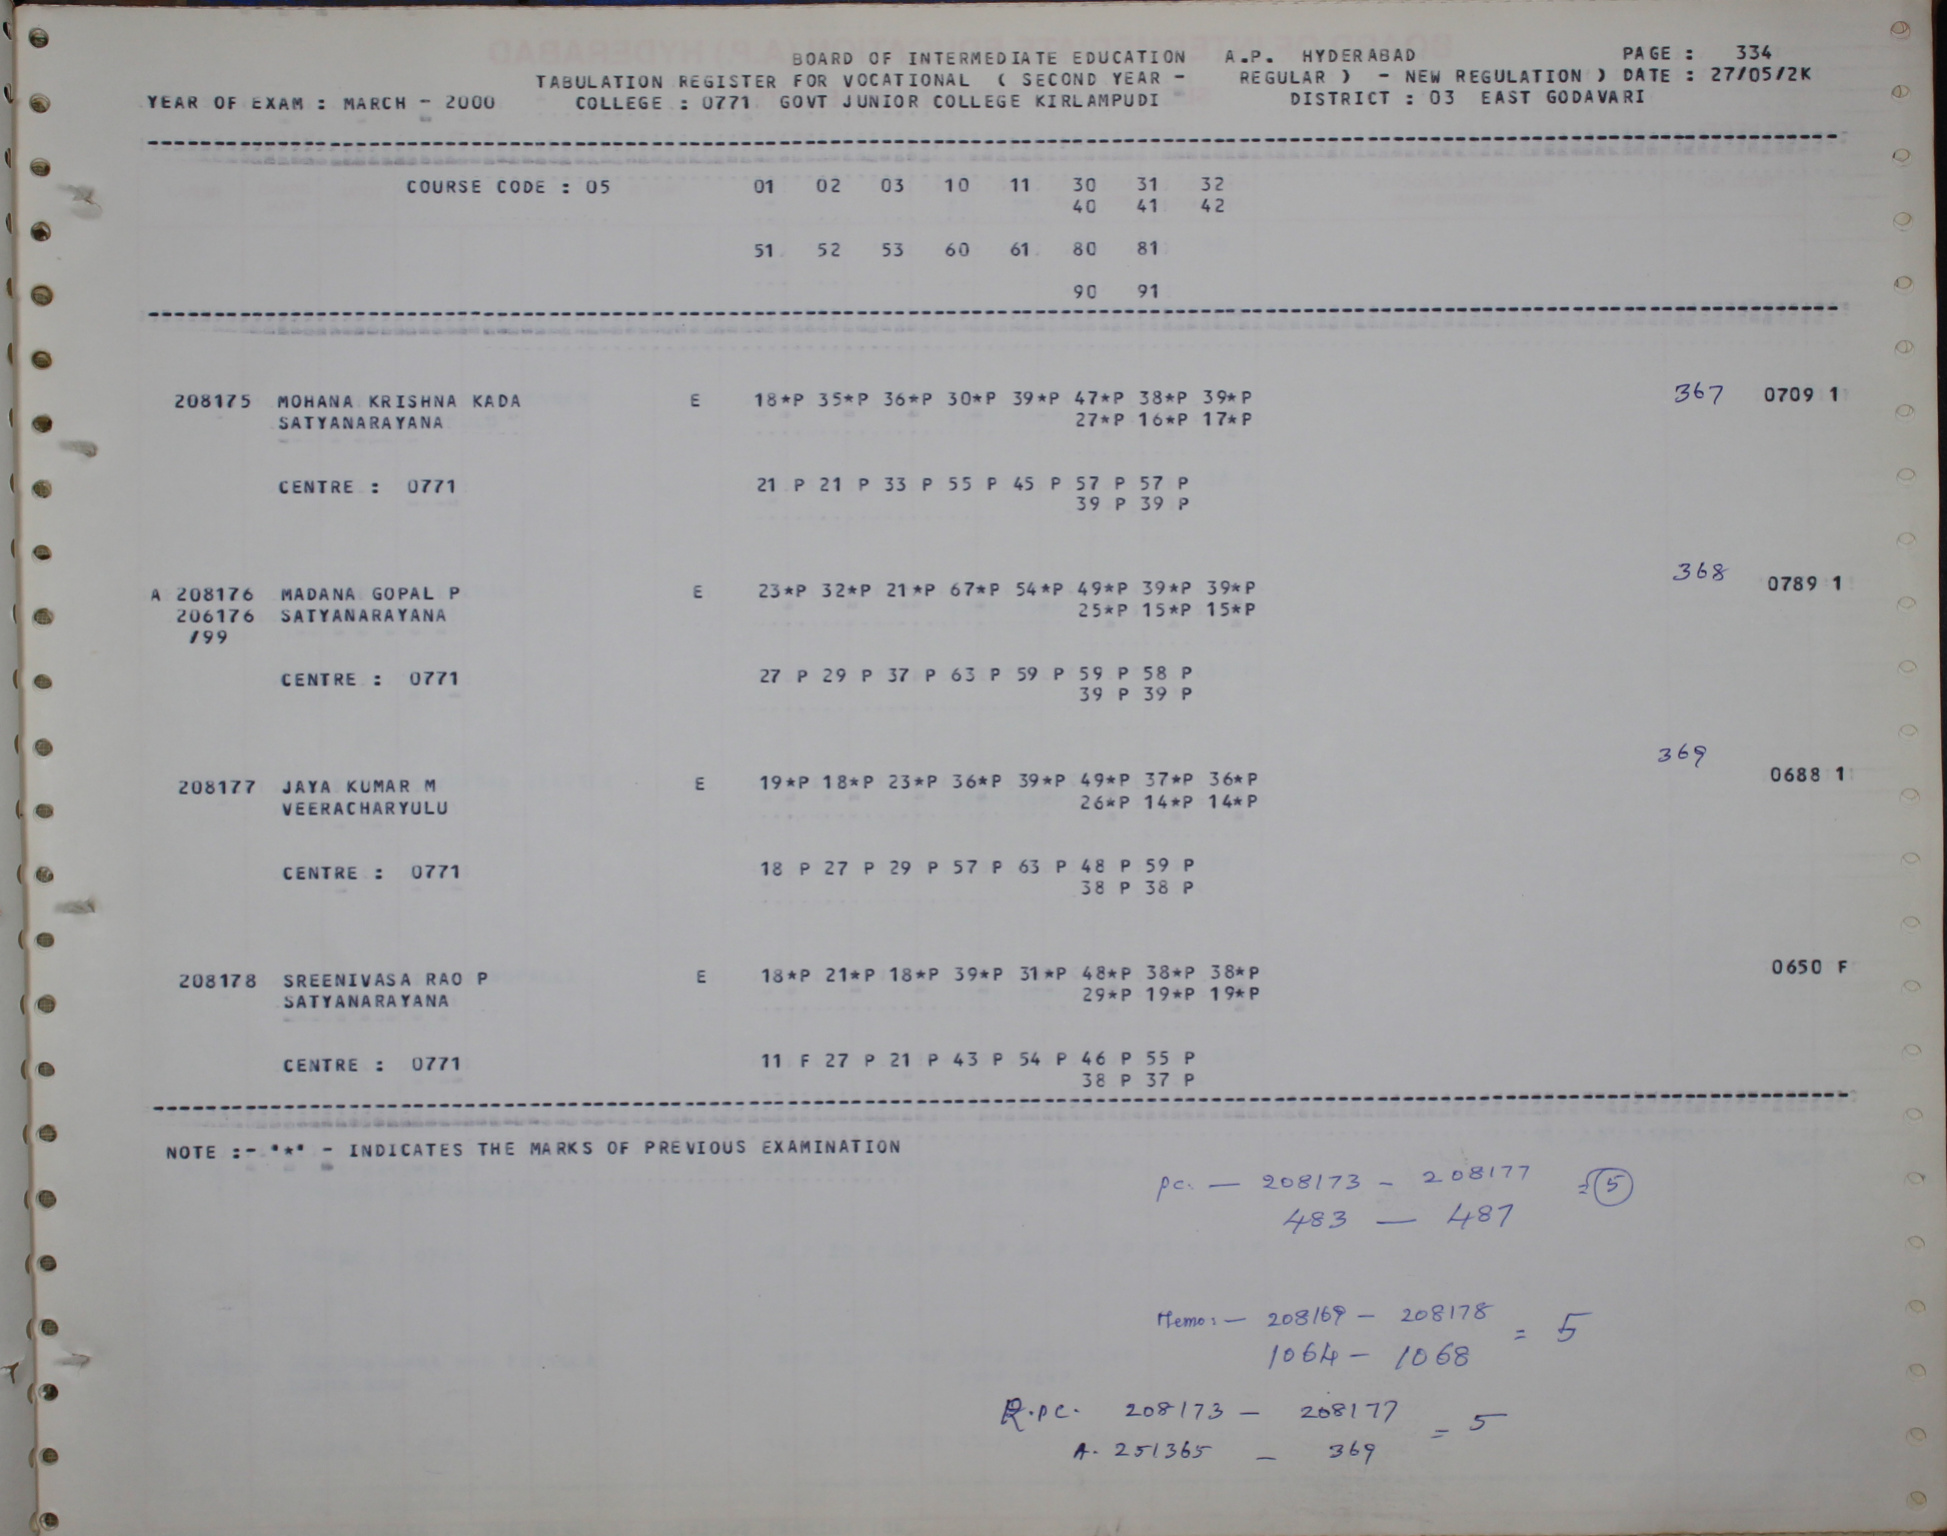 BOARD OF INTERMEDIATE EDUCATION A.P. HYDERABAD PAGE : 334
TABULATION REGISTER FOR VOCATIONAL ( SECOND YEAR - REGULAR ) - NEW REGULATION ) DATE : 27/05/2K
YEAR OF EXAM : MARCH - 2000 COLLEGE : 0771 GOVT JUNIOR COLLEGE KIRLAMPUDI DISTRICT : 03 EAST GODAVARI
COURSE CODE : 05 01 02 03 10 11 30 31 32
40 41 42
51 52 53 60 61 80 81
90 91
208175 MOHANA KRISHNA KADA E 18*P 35*P 36*P 30*P 39*P 47*P 38*P 39*P 367 0709 1
SATYANARAYANA 27*P 16*P 17*P
CENTRE : 0771 21 P 21 P 33 P 55 P 45 P 57 P 57 P
39 P 39 P
A 208176 MADANA GOPAL P E 23*P 32*P 21*P 67*P 54*P 49*P 39*P 39*P 368 0789 1
206176 SATYANARAYANA 25*P 15*P 15*P
/99
CENTRE : 0771 27 P 29 P 37 P 63 P 59 P 59 P 58 P
39 P 39 P
208177 JAYA KUMAR M E 19*P 18*P 23*P 36*P 39*P 49*P 37*P 36*P 369 0688 1
VEERACHARYULU 26*P 14*P 14*P
CENTRE : 0771 18 P 27 P 29 P 57 P 63 P 48 P 59 P
38 P 38 P
208178 SREENIVASA RAO P E 18*P 21*P 18*P 39*P 31*P 48*P 38*P 38*P 0650 F
SATYANARAYANA 29*P 19*P 19*P
CENTRE : 0771 11 F 27 P 21 P 43 P 54 P 46 P 55 P
38 P 37 P
NOTE :- '*' - INDICATES THE MARKS OF PREVIOUS EXAMINATION
pc. — 208173 - 208177 = 5
483 — 487
Memo: - 208169 - 208178 = 5
1064 - 1068
R.pc. 208173 - 208177 = 5
A. 251365 - 369